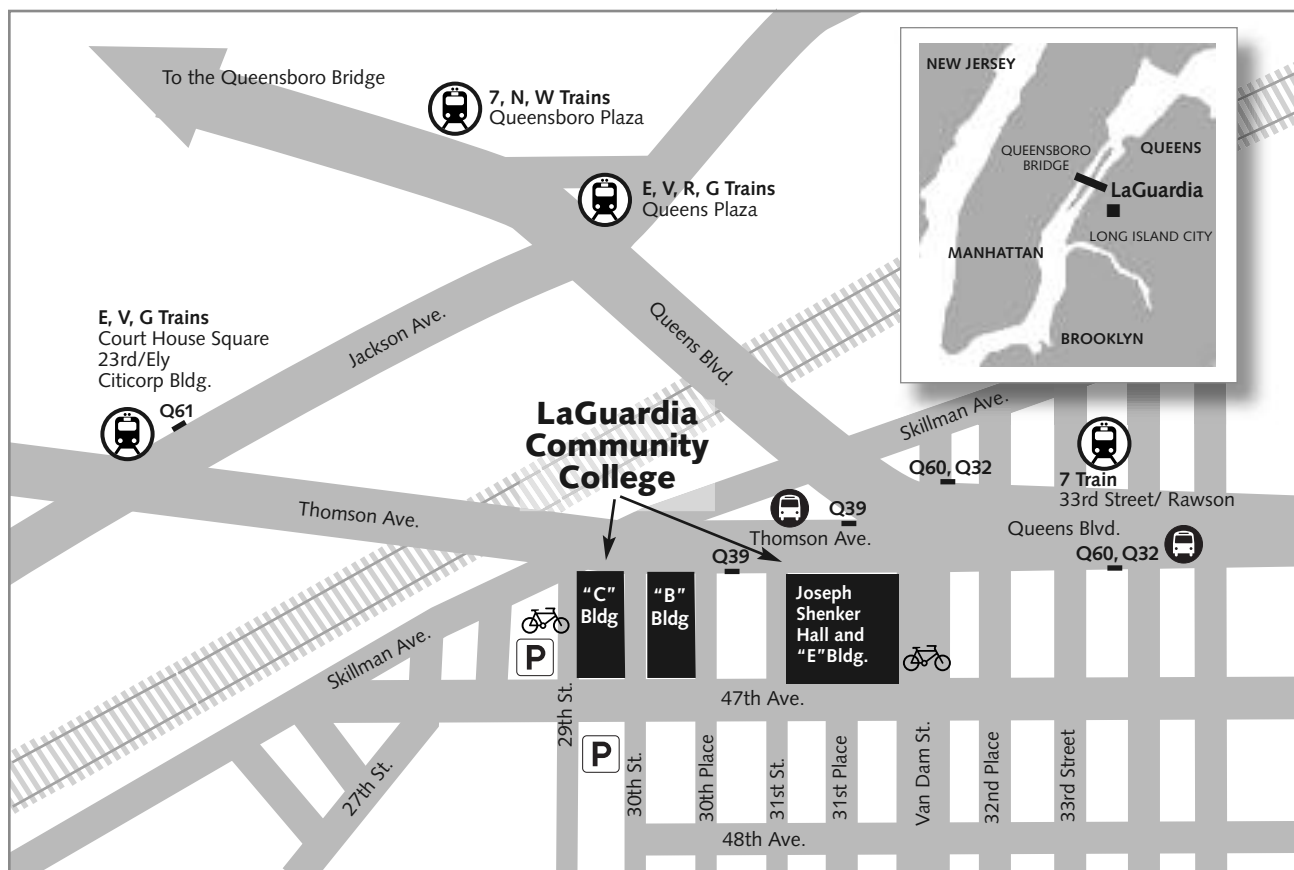 To the Queensboro Bridge
7, N, W Trains
Queensboro Plaza
E, V, R, G Trains
Queens Plaza
NEW JERSEY
QUEENSBORO
BRIDGE
QUEENS
LaGuardia
LONG ISLAND CITY
MANHATTAN
BROOKLYN
E, V, G Trains
Court House Square
23rd/Ely
Citicorp Bldg.
Q61
Jackson Ave.
Queens Blvd.
LaGuardia
Community
College
Skillman Ave.
Q60, Q32
7 Train
33rd Street/ Rawson
Thomson Ave.
Q39
Thomson Ave.
Queens Blvd.
Q60, Q32
Q39
"C"
Bldg
"B"
Bldg
Joseph
Shenker
Hall and
"E"Bldg.
Skillman Ave.
P
47th Ave.
29th St.
P
27th St.
30th St.
30th Place
31st St.
31st Place
Van Dam St.
32nd Place
33rd Street
48th Ave.